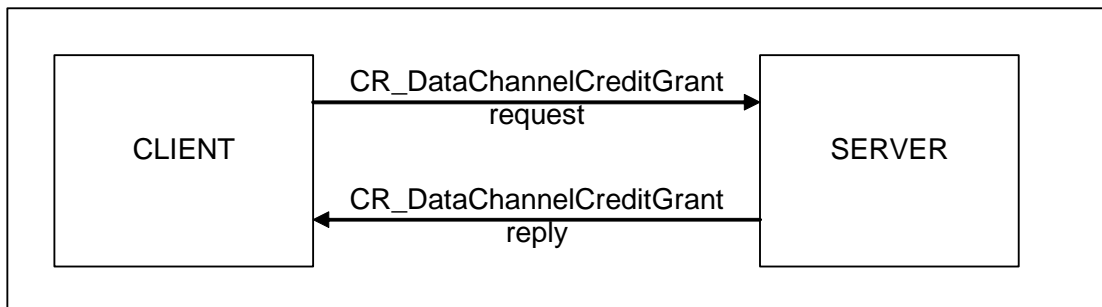 CR_DataChannelCreditGrant
request
CLIENT
SERVER
CR_DataChannelCreditGrant
reply